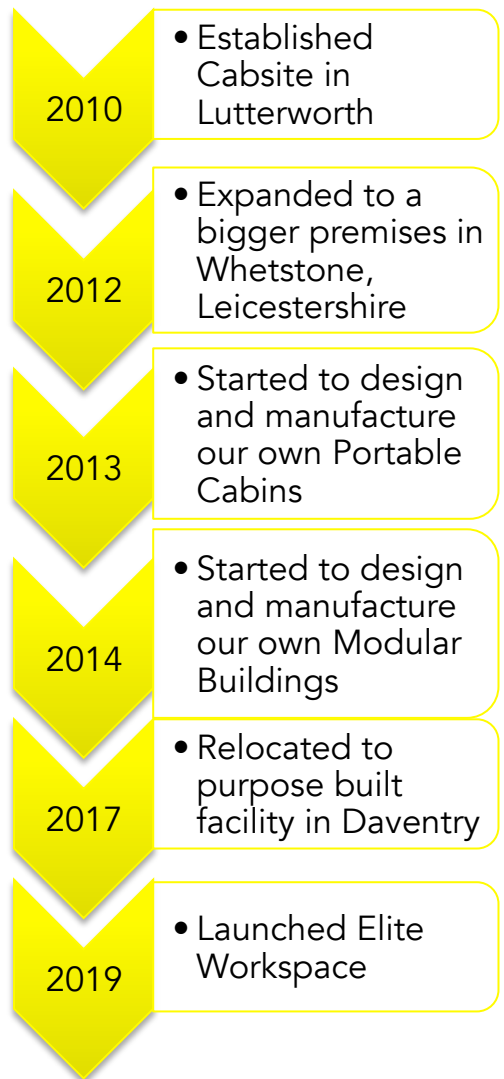 2010
• Established
Cabsite in
Lutterworth
2012
• Expanded to a
bigger premises in
Whetstone,
Leicestershire
2013
• Started to design
and manufacture
our own Portable
Cabins
2014
• Started to design
and manufacture
our own Modular
Buildings
2017
• Relocated to
purpose built
facility in Daventry
2019
• Launched Elite
Workspace